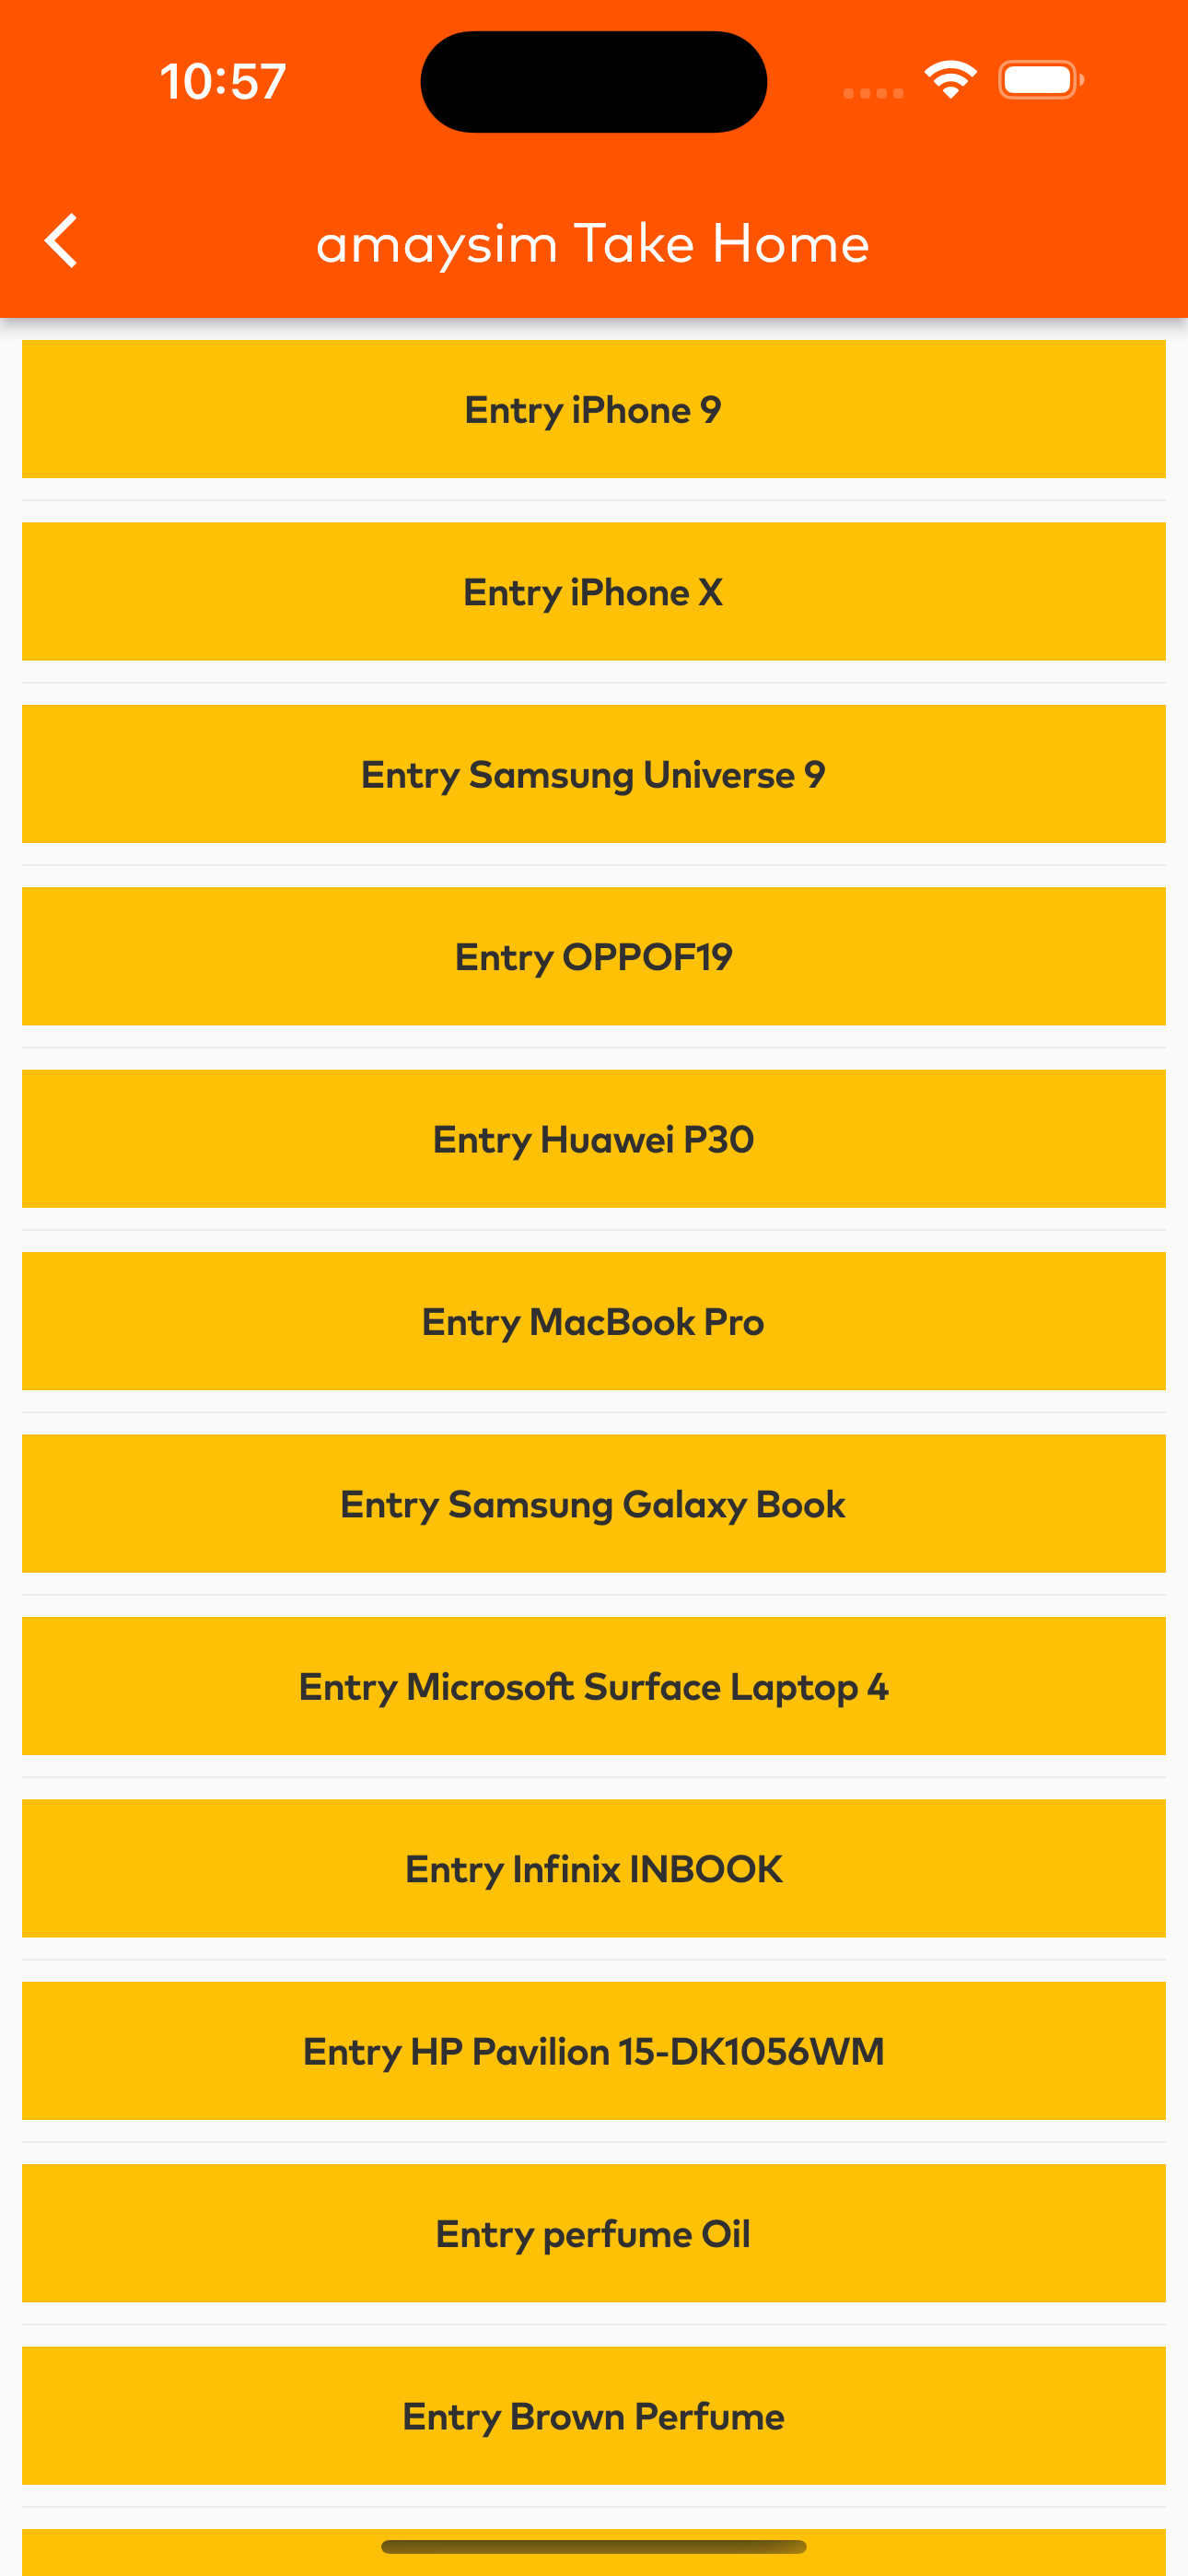 10:57
amaysim Take Home
Entry iPhone 9
Entry iPhone X
Entry Samsung Universe 9
Entry OPPOF19
Entry Huawei P30
Entry MacBook Pro
Entry Samsung Galaxy Book
Entry Microsoft Surface Laptop 4
Entry Infinix INBOOK
Entry HP Pavilion 15-DK1056WM
Entry perfume Oil
Entry Brown Perfume